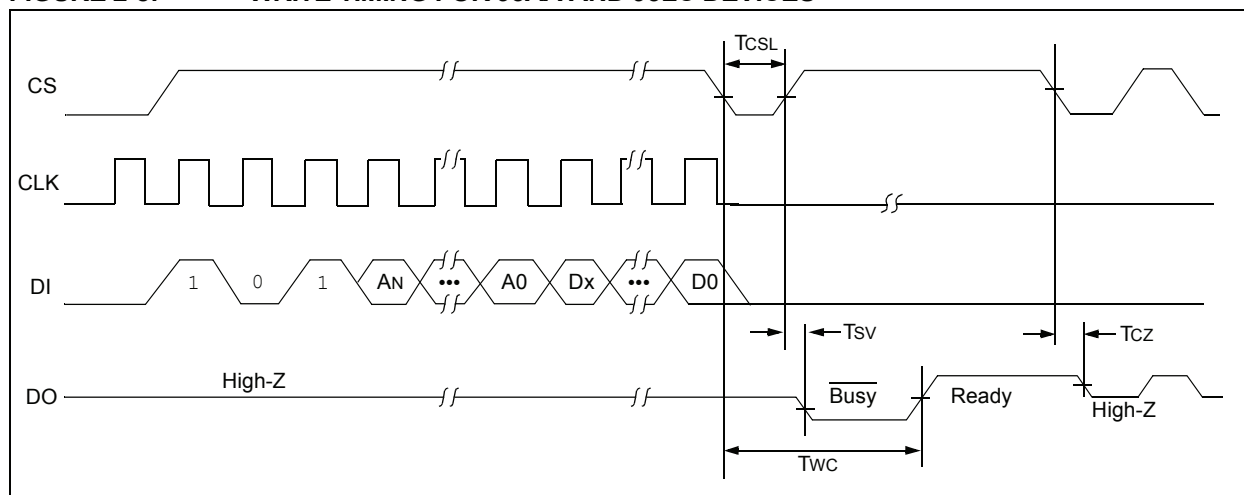 TCSL
CS
CLK
DI 1 0 1 AN ••• A0 Dx ••• D0
TSV
TCZ
High-Z
DO
Busy Ready
High-Z
TWC